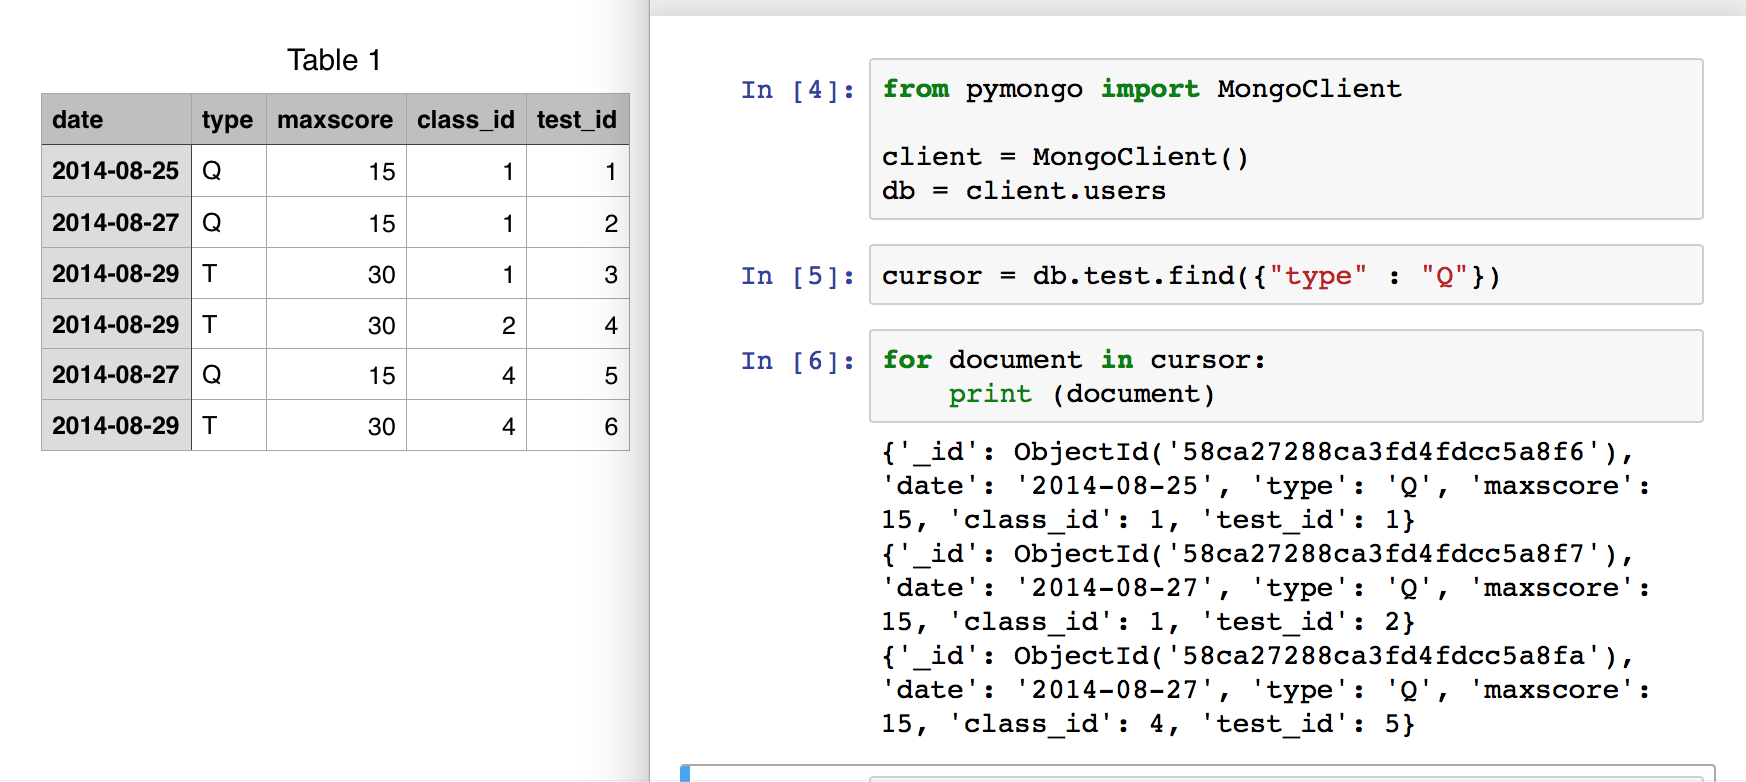 Table 1
date type maxscore class_id test_id
2014-08-25 Q 15 1 1
2014-08-27 Q 15 1 2
2014-08-29 T 30 1 3
2014-08-29 T 30 2 4
2014-08-27 Q 15 4 5
2014-08-29 T 30 4 6
In [4]: from pymongo import MongoClient
client = MongoClient()
db = client.users
In [5]: cursor = db.test.find({"type" : "Q"})
In [6]: for document in cursor:
print (document)
{'_id': ObjectId('58ca27288ca3fd4fdcc5a8f6'),
'date': '2014-08-25', 'type': 'Q', 'maxscore':
15, 'class_id': 1, 'test_id': 1}
{'_id': ObjectId('58ca27288ca3fd4fdcc5a8f7'),
'date': '2014-08-27', 'type': 'Q', 'maxscore':
15, 'class_id': 1, 'test_id': 2}
{'_id': ObjectId('58ca27288ca3fd4fdcc5a8fa'),
'date': '2014-08-27', 'type': 'Q', 'maxscore':
15, 'class_id': 4, 'test_id': 5}